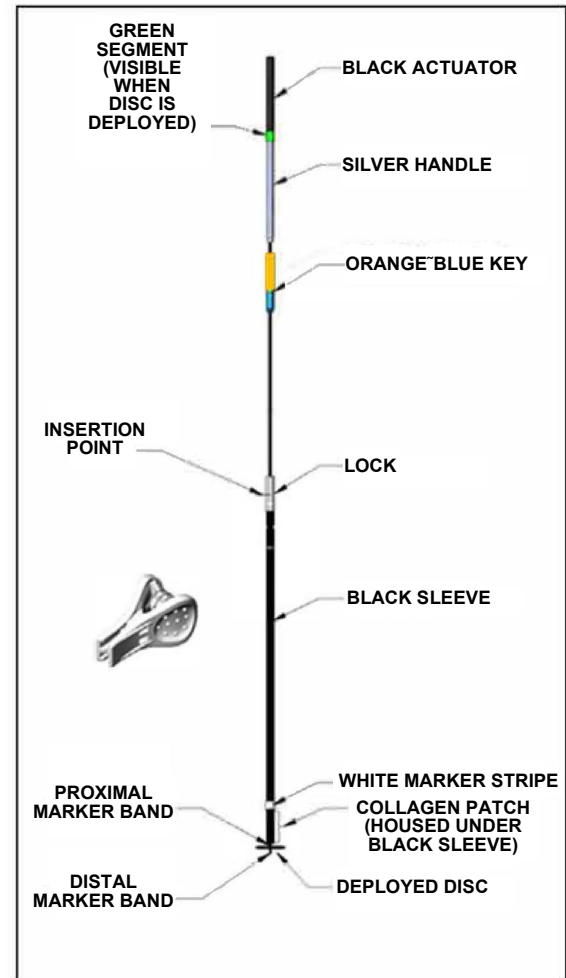 GREEN
SEGMENT
(VISIBLE
WHEN
DISC IS
DEPLOYED)
BLACK ACTUATOR
SILVER HANDLE
ORANGE˜BLUE KEY
INSERTION
POINT
LOCK
BLACK SLEEVE
WHITE MARKER STRIPE
PROXIMAL
MARKER BAND
COLLAGEN PATCH
(HOUSED UNDER
BLACK SLEEVE)
DISTAL
MARKER BAND
DEPLOYED DISC